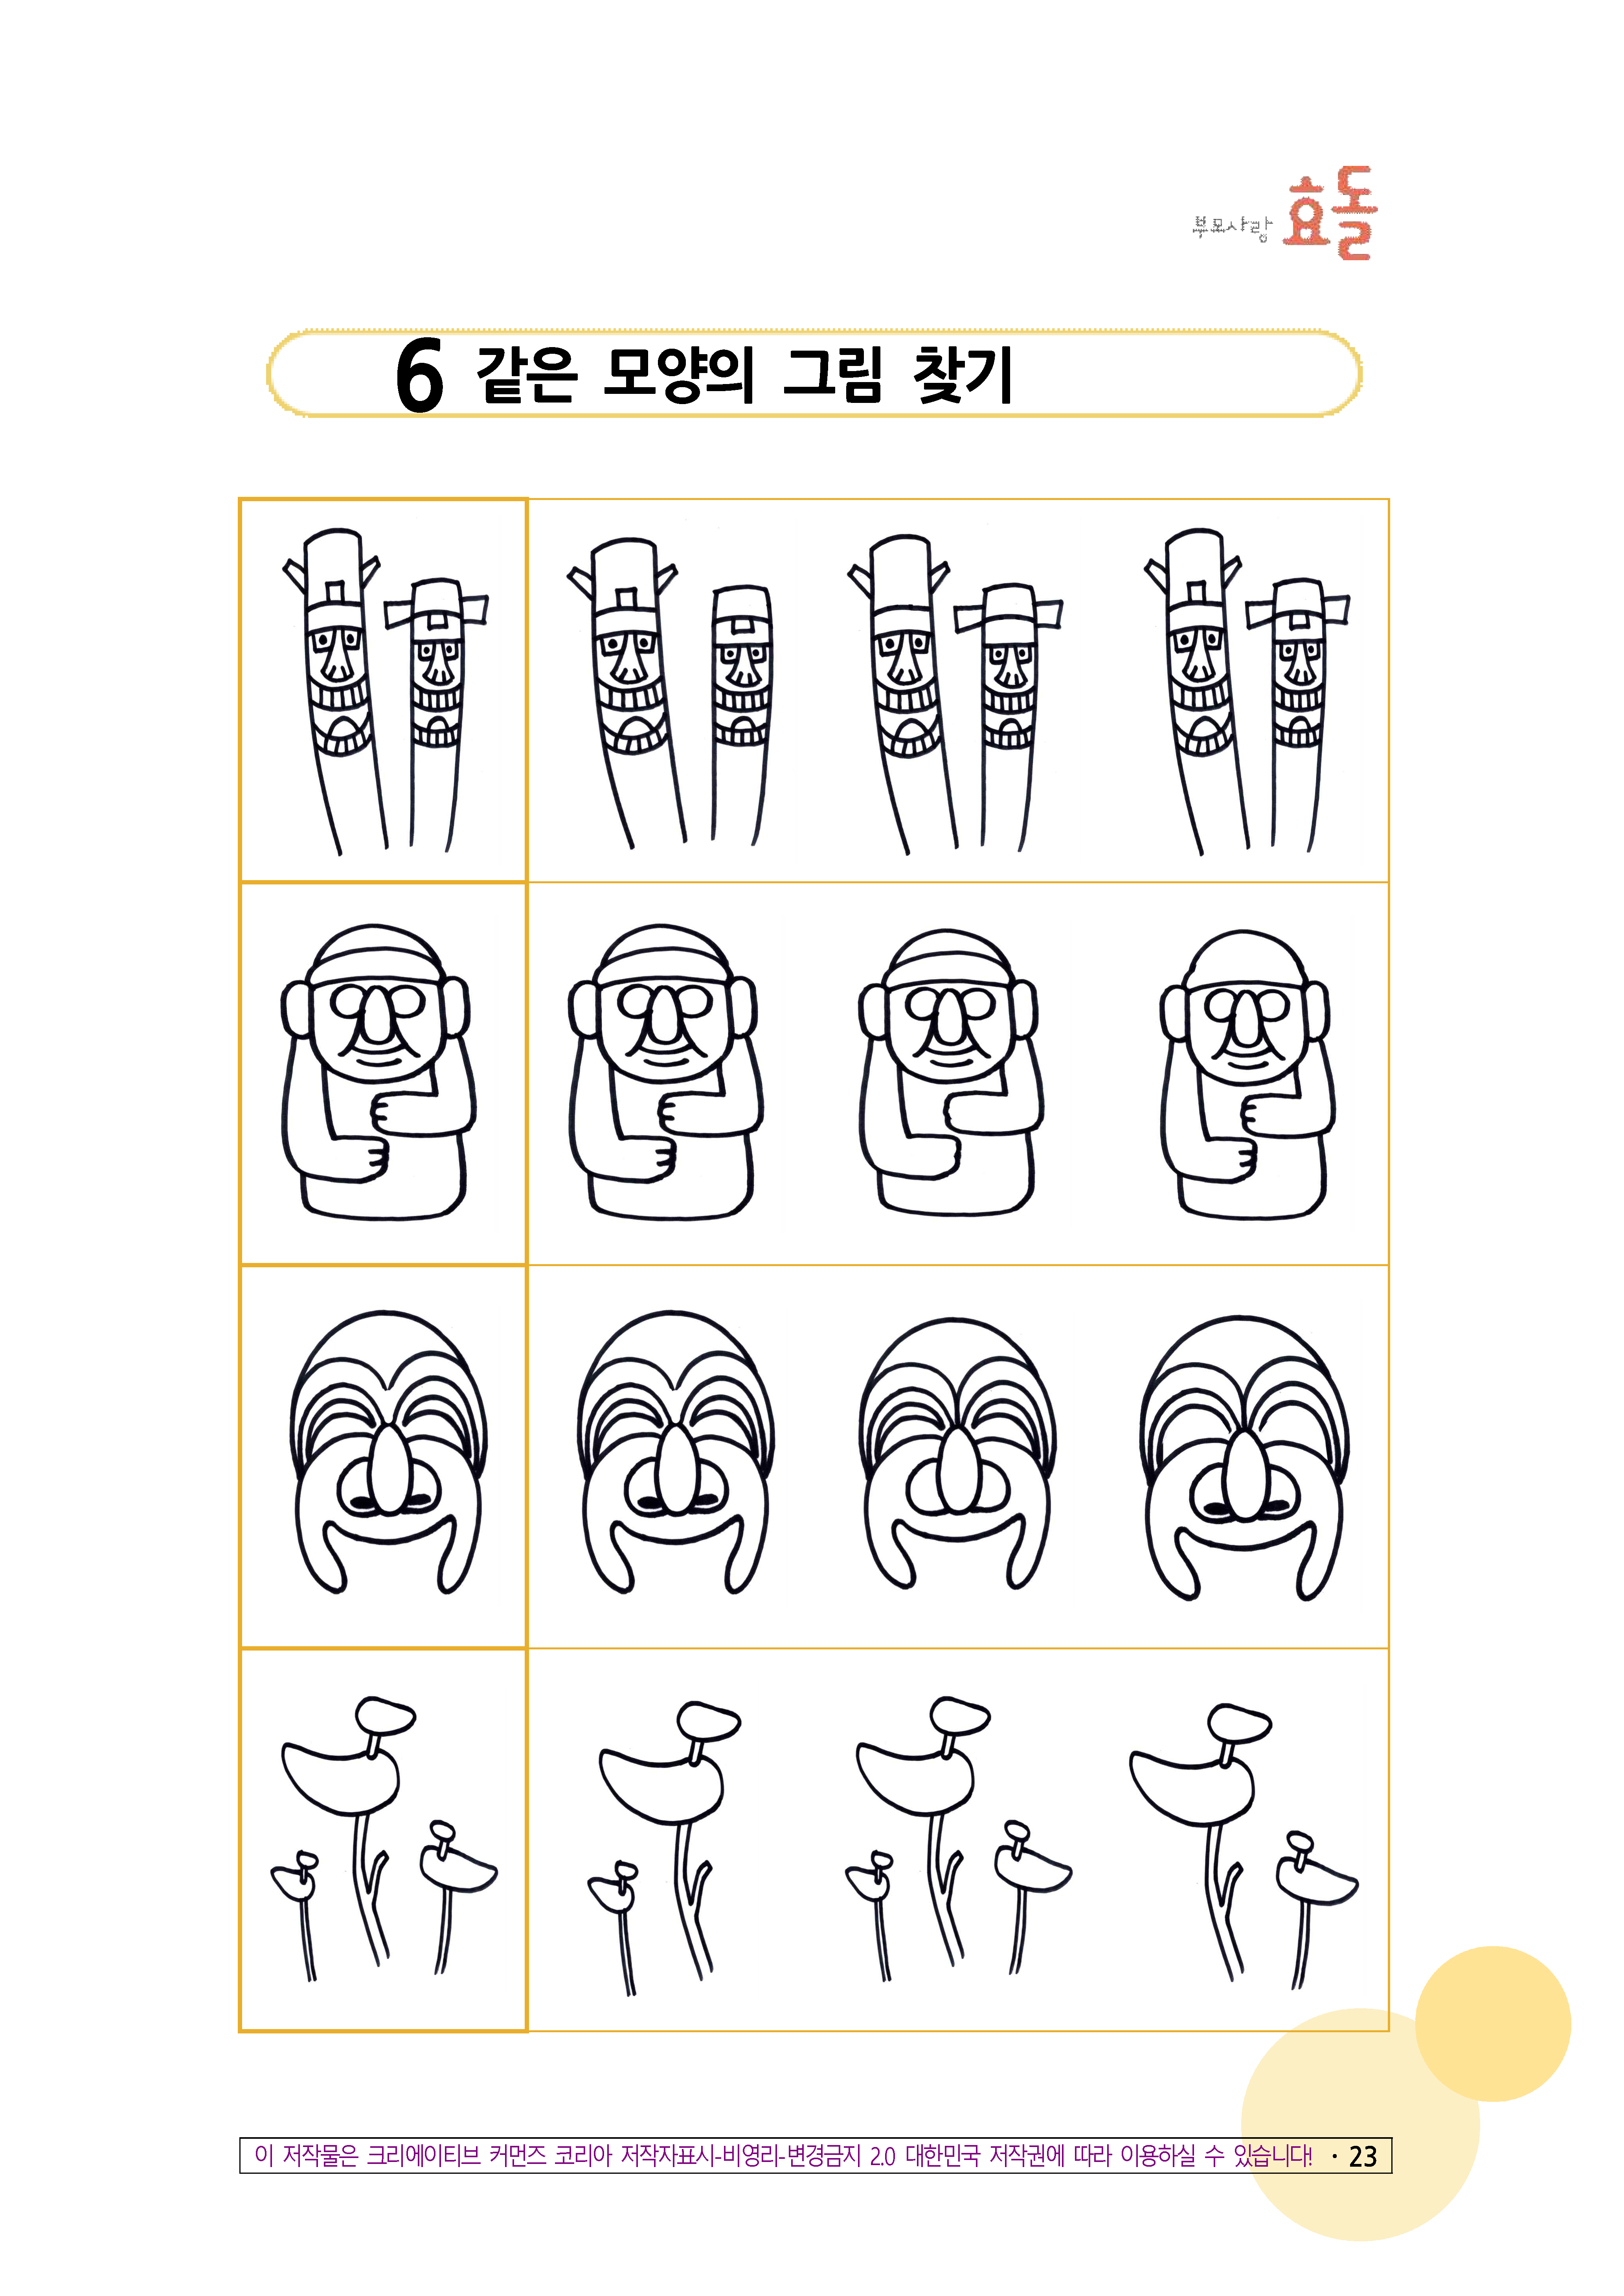 부모사랑 효돌
6 같은 모양의 그림 찾기
이 저작물은 크리에이티브 커먼즈 코리아 저작자표시-비영리-변경금지 2.0 대한민국 저작권에 따라 이용하실 수 있습니다! · 23